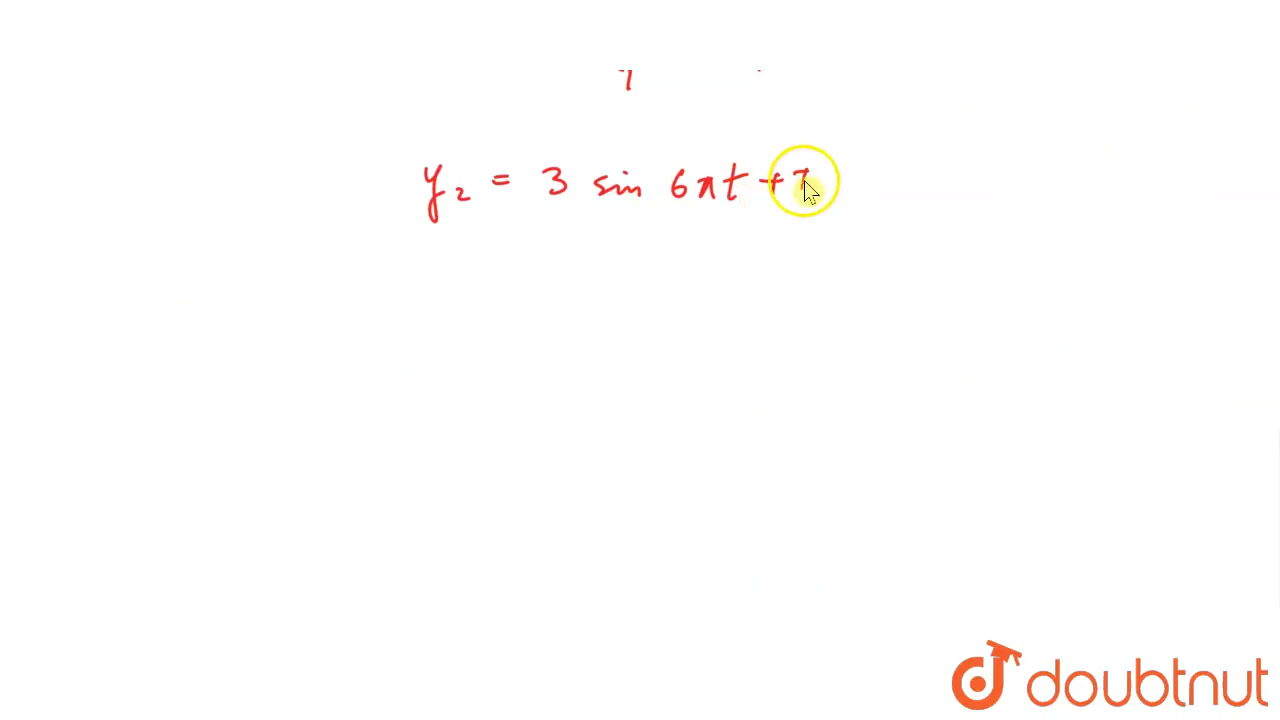 y₂ = 3 sin 6πt +
doubtnut